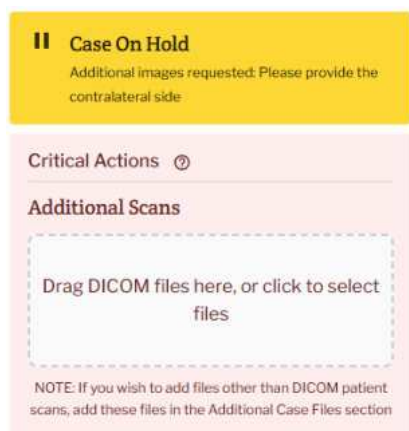 Case On Hold
Additional images requested: Please provide the
contralateral side
Critical Actions
Additional Scans
Drag DICOM files here, or click to select
files
NOTE: If you wish to add files other than DICOM patient
scans, add these files in the Additional Case Files section